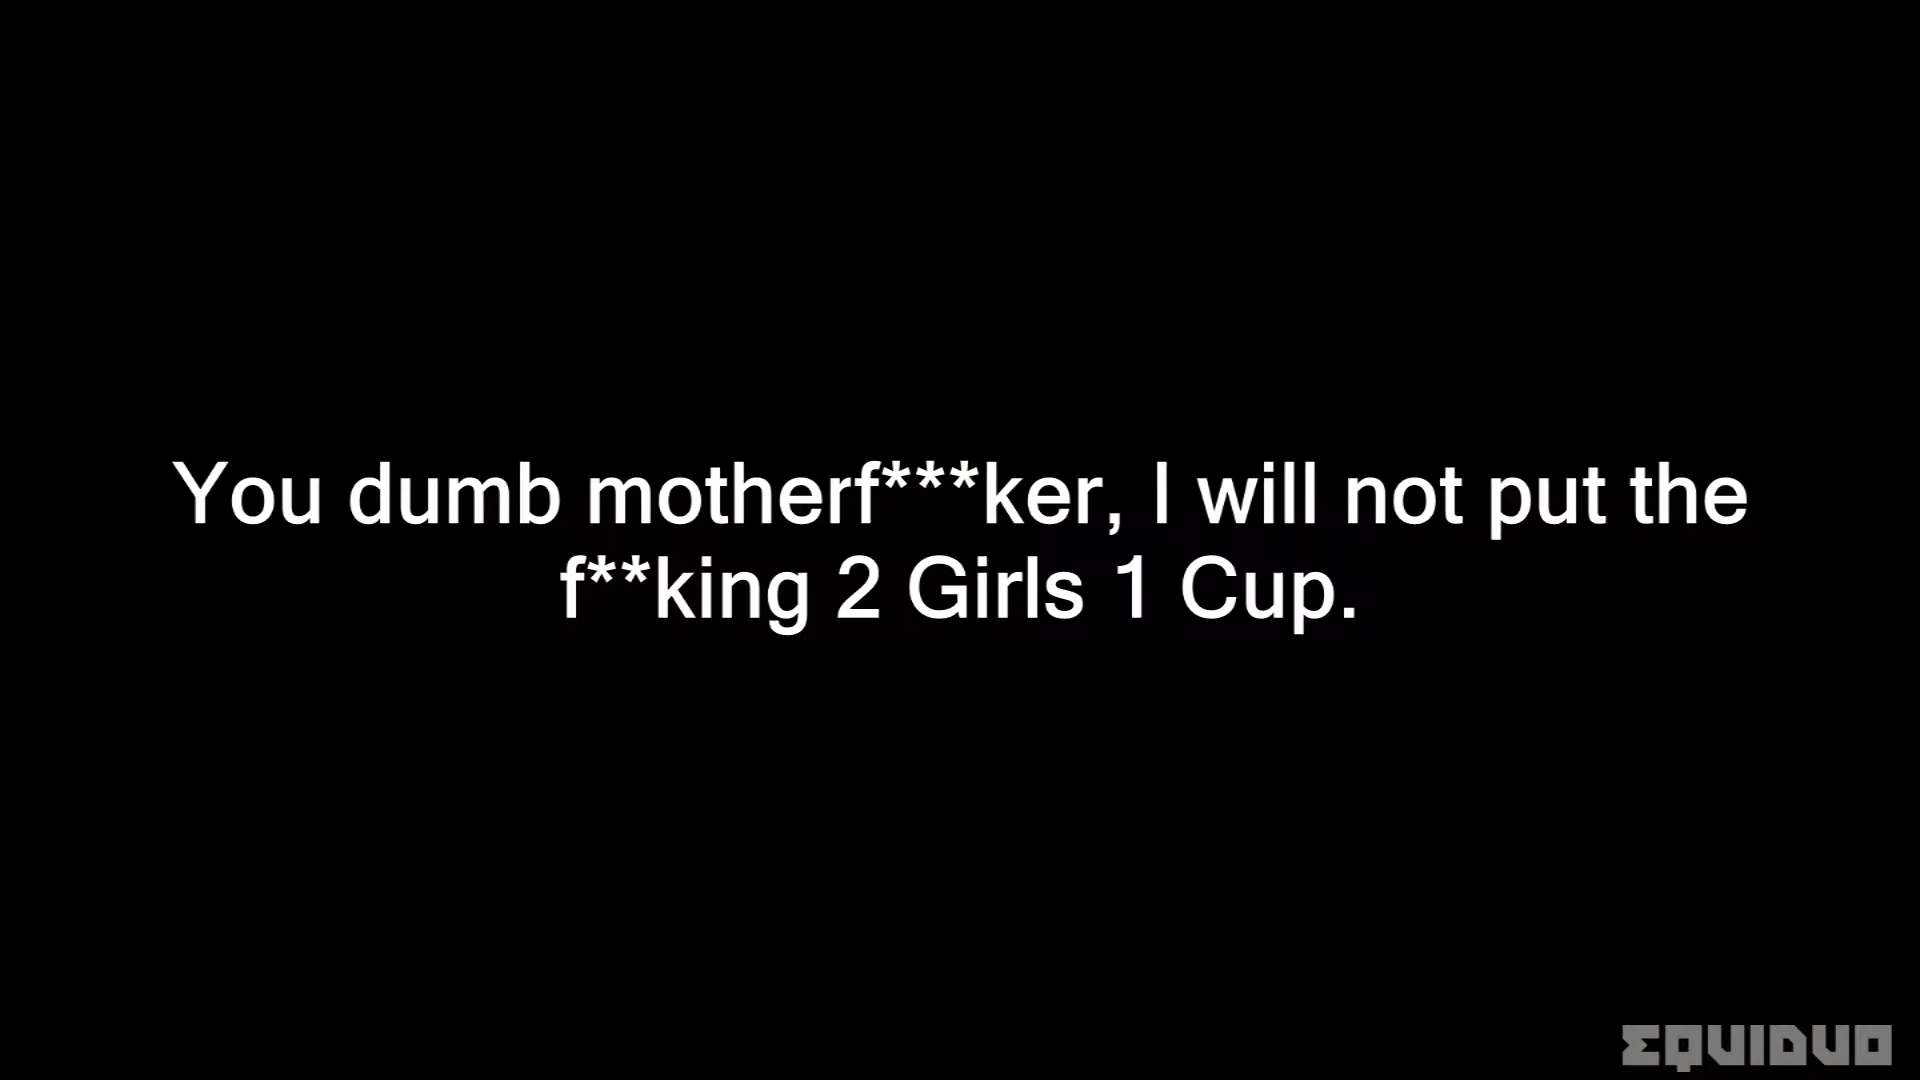 You dumb motherf***ker, I will not put the
f**king 2 Girls 1 Cup.
EQUIDUO